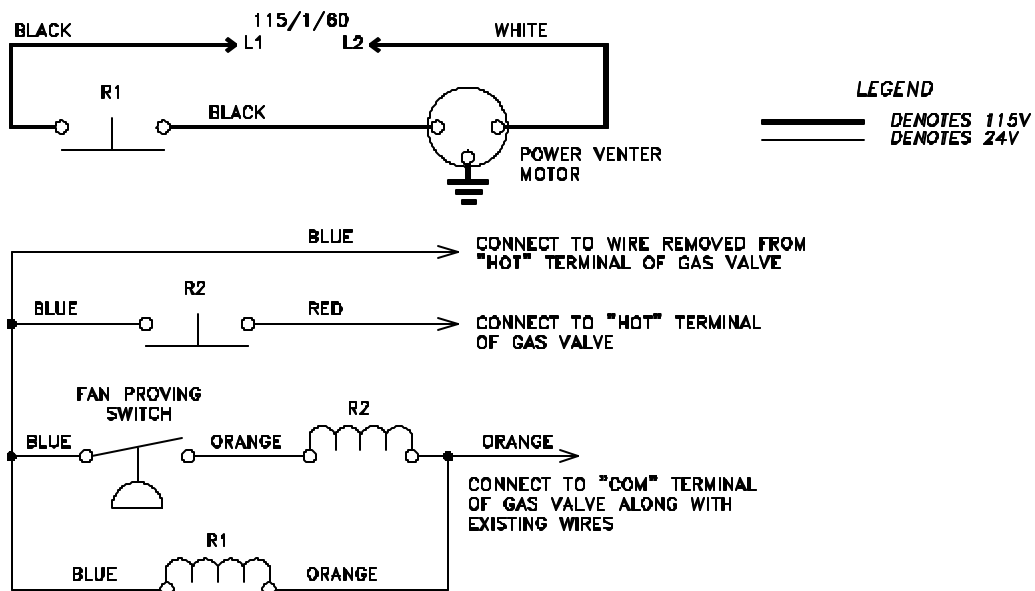 115/1/60
BLACK
L1
L2
WHITE
R1
BLACK
POWER VENTER
MOTOR
LEGEND
DENOTES 115V
DENOTES 24V
BLUE
CONNECT TO WIRE REMOVED FROM
"HOT" TERMINAL OF GAS VALVE
R2
BLUE
RED
CONNECT TO "HOT" TERMINAL
OF GAS VALVE
FAN PROVING
SWITCH
R2
BLUE
ORANGE
ORANGE
CONNECT TO "COM" TERMINAL
OF GAS VALVE ALONG WITH
EXISTING WIRES
R1
BLUE
ORANGE